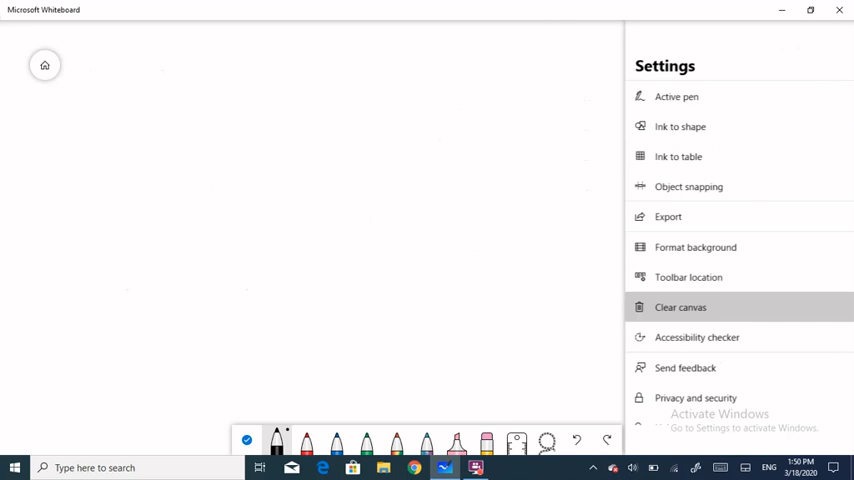 Microsoft Whiteboard
Settings
Active pen
Ink to shape
Ink to table
Object snapping
Export
Format background
Toolbar location
Clear canvas
Accessibility checker
Send feedback
Privacy and security
Activate Windows
Go to Settings to activate Windows.
Type here to search
ENG
1:50 PM
3/18/2020